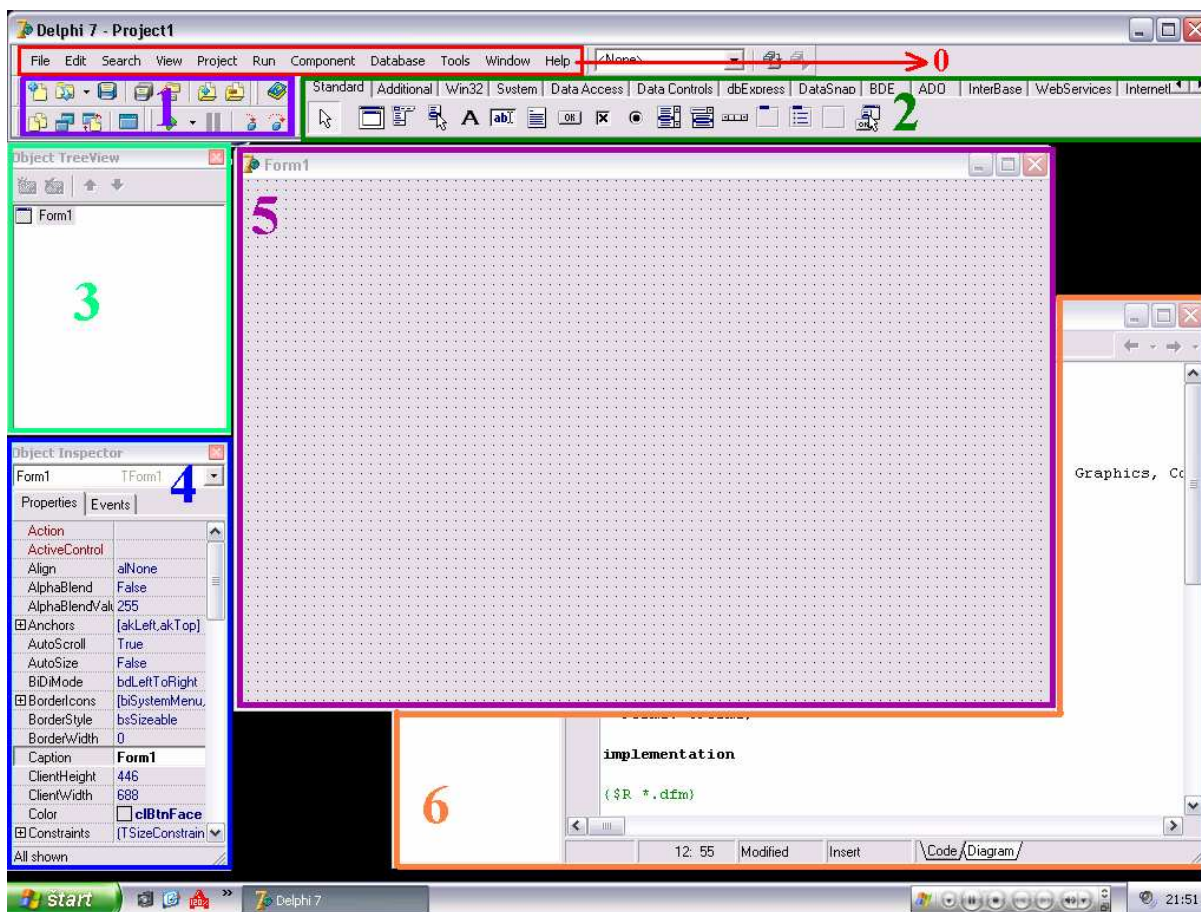 Delphi 7 - Project1
File Edit Search View Project Run Component Database Tools Window Help <None> 0
Standard Additional Win32 System Data Access Data Controls dbExpress DataSnap BDE ADO InterBase WebServices Internet
1
2
Object TreeView
Form1
3
Form1
5
Object Inspector
Form1 TForm1
4
Properties Events
Action
ActiveControl
Align alNone
AlphaBlend False
AlphaBlendVal 255
Anchors [akLeft,akTop]
AutoScroll True
AutoSize False
BiDiMode bdLeftToRight
BorderIcons [biSystemMenu,
BorderStyle bsSizeable
BorderWidth 0
Caption Form1
ClientHeight 446
ClientWidth 688
Color clBtnFace
Constraints (TSizeConstrain
All shown
Graphics, Co
implementation
{$R *.dfm}
6
12: 55 Modified Insert Code Diagram
štart Delphi 7 21:51